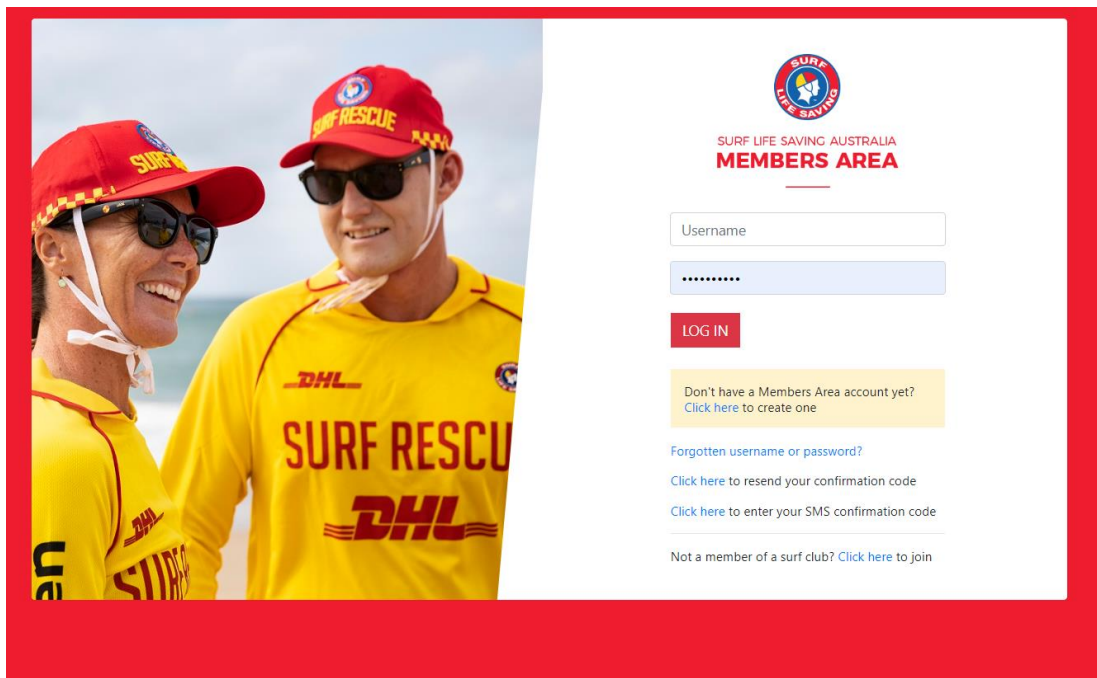 SURF RESCUE
SURF
DHL
SURF RESCU
DHL
DHL
SURF
en
SURF
LIFE SAVING
SURF LIFE SAVING AUSTRALIA
MEMBERS AREA
Username
••••••••••
LOG IN
Don't have a Members Area account yet?
Click here to create one
Forgotten username or password?
Click here to resend your confirmation code
Click here to enter your SMS confirmation code
Not a member of a surf club? Click here to join